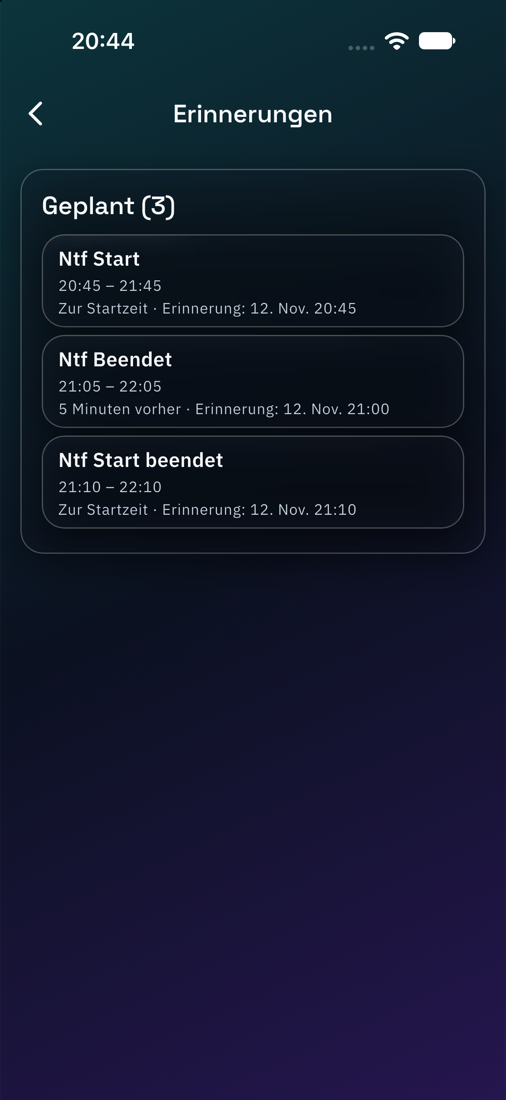 20:44
Erinnerungen
Geplant (3)
Ntf Start
20:45 – 21:45
Zur Startzeit · Erinnerung: 12. Nov. 20:45
Ntf Beendet
21:05 – 22:05
5 Minuten vorher · Erinnerung: 12. Nov. 21:00
Ntf Start beendet
21:10 – 22:10
Zur Startzeit · Erinnerung: 12. Nov. 21:10